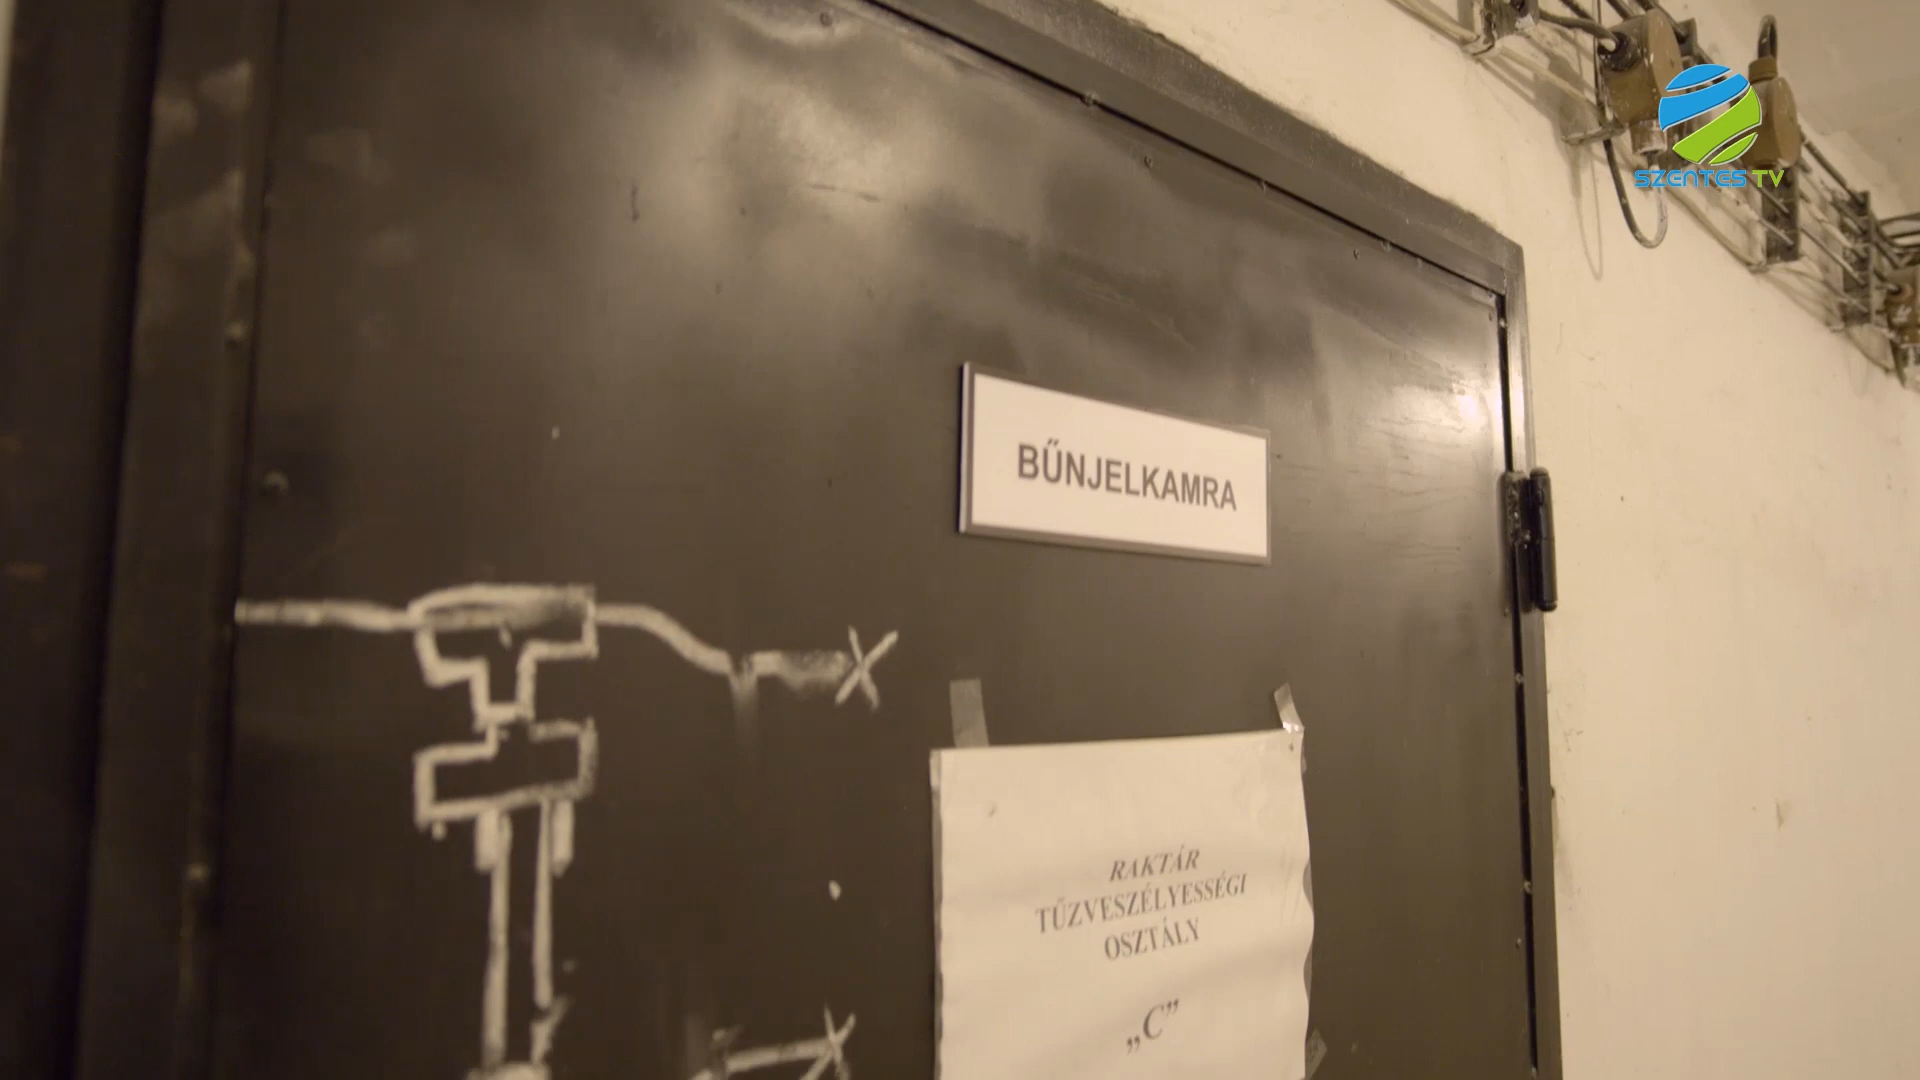 SZENTES TV
BŰNJELKAMRA
RAKTÁR
TŰZVESZÉLYESSÉGI
OSZTÁLY
„C”